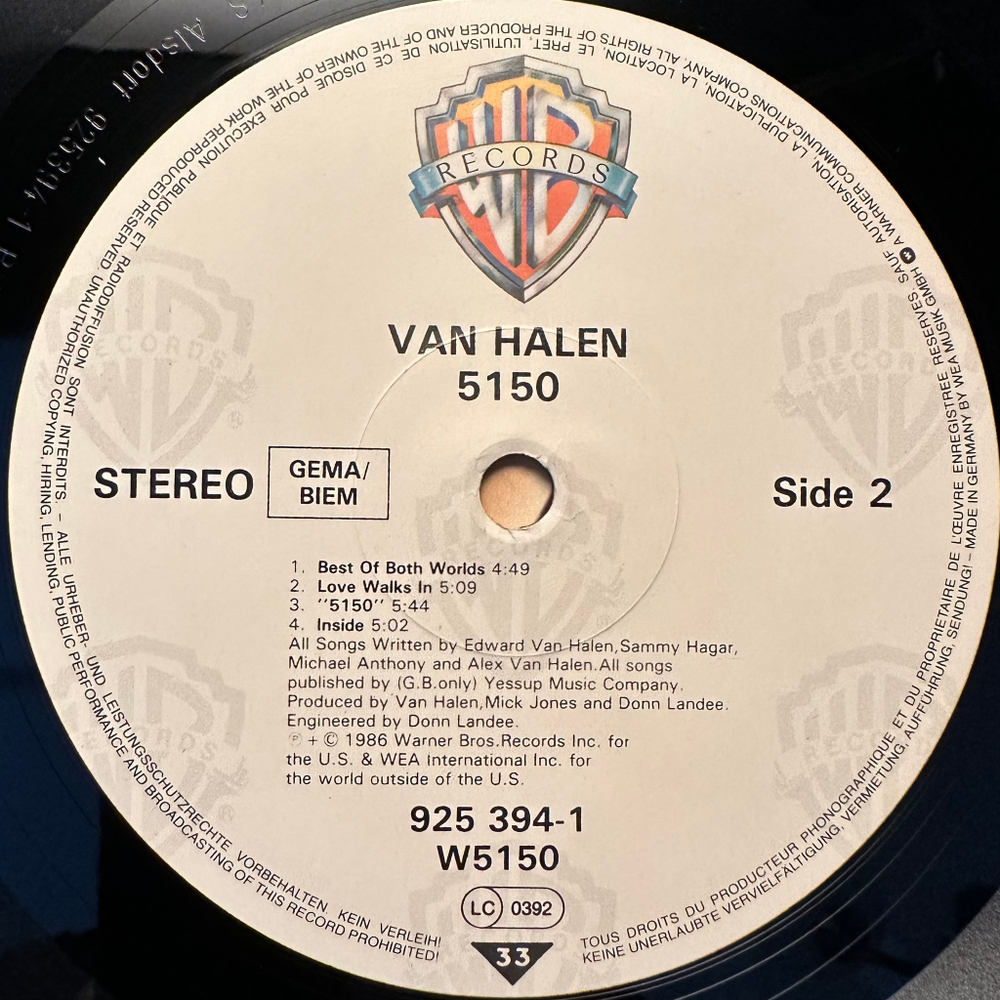 RECORDS
VAN HALEN
5150
STEREO
GEMA/
BIEM
Side 2
1. Best Of Both Worlds 4:49
2. Love Walks In 5:09
3. ''5150'' 5:44
4. Inside 5:02
All Songs Written by Edward Van Halen,Sammy Hagar,
Michael Anthony and Alex Van Halen.All songs
published by (G.B.only) Yessup Music Company.
Produced by Van Halen,Mick Jones and Donn Landee.
Engineered by Donn Landee.
℗ + © 1986 Warner Bros.Records Inc. for
the U.S. & WEA International Inc. for
the world outside of the U.S.
925 394-1
W5150
LC 0392
33
TOUS DROITS DU PRODUCTEUR PHONOGRAPHIQUE ET DU PROPRIETAIRE DE L'ŒUVRE ENREGISTREE RESERVES. SAUF AUTORISATION, LA DUPLICATION, LA LOCATION, LE PRET, L'UTILISATION DE CE DISQUE POUR EXECUTION PUBLIQUE ET RADIODIFFUSION SONT INTERDITS. – ALLE URHEBER- UND LEISTUNGSSCHUTZRECHTE VORBEHALTEN. KEIN VERLEIH!
KEINE UNERLAUBTE VERVIELFÄLTIGUNG, VERMIETUNG, AUFFÜHRUNG, SENDUNG! – MADE IN GERMANY BY WEA MUSIK GMBH A WARNER COMMUNICATIONS COMPANY. ALL RIGHTS OF THE PRODUCER AND OF THE OWNER OF THE WORK REPRODUCED RESERVED. UNAUTHORIZED COPYING, HIRING, LENDING, PUBLIC PERFORMANCE AND BROADCASTING OF THIS RECORD PROHIBITED!
Alsdorf 925394-1